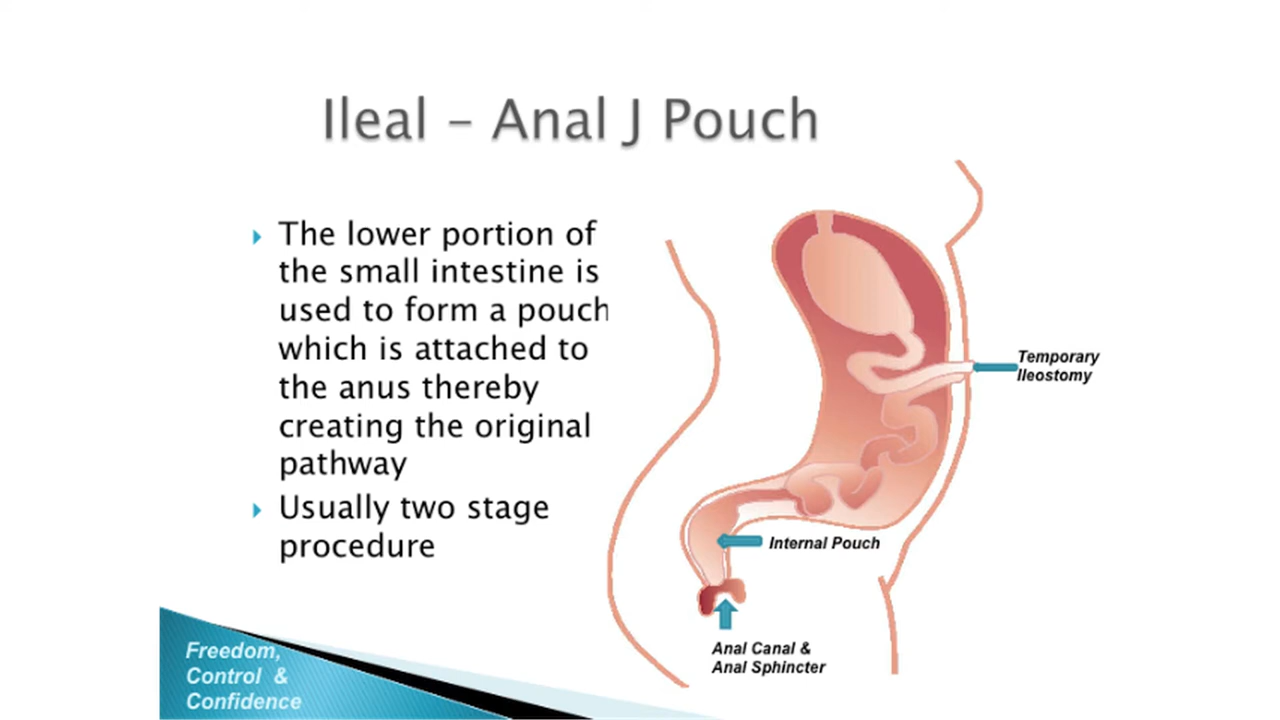 Ileal – Anal J Pouch
The lower portion of
the small intestine is
used to form a pouch
which is attached to
the anus thereby
creating the original
pathway
Usually two stage
procedure
Temporary
Ileostomy
Internal Pouch
Anal Canal &
Anal Sphincter
Freedom,
Control &
Confidence